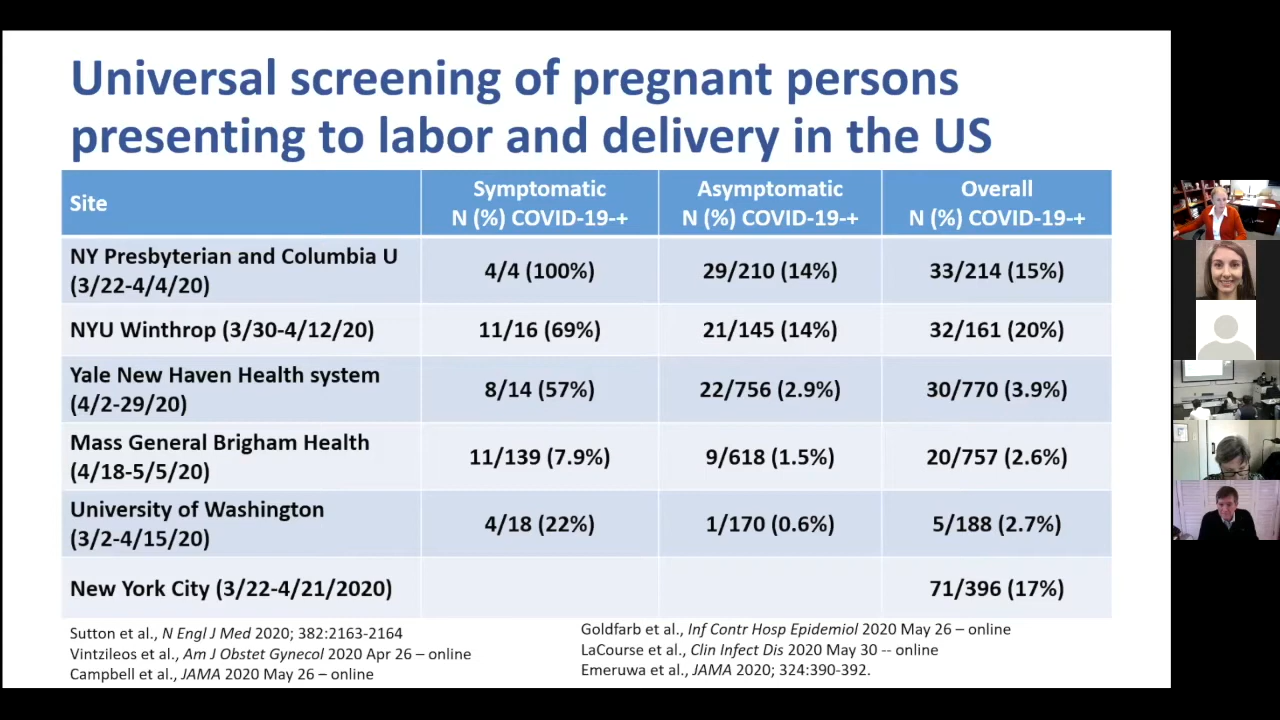 Universal screening of pregnant persons
presenting to labor and delivery in the US
Site
Symptomatic
N (%) COVID-19-+
Asymptomatic
N (%) COVID-19-+
Overall
N (%) COVID-19-+
NY Presbyterian and Columbia U
(3/22-4/4/20)
4/4 (100%)
29/210 (14%)
33/214 (15%)
NYU Winthrop (3/30-4/12/20)
11/16 (69%)
21/145 (14%)
32/161 (20%)
Yale New Haven Health system
(4/2-29/20)
8/14 (57%)
22/756 (2.9%)
30/770 (3.9%)
Mass General Brigham Health
(4/18-5/5/20)
11/139 (7.9%)
9/618 (1.5%)
20/757 (2.6%)
University of Washington
(3/2-4/15/20)
4/18 (22%)
1/170 (0.6%)
5/188 (2.7%)
New York City (3/22-4/21/2020)
71/396 (17%)
Sutton et al., N Engl J Med 2020; 382:2163-2164
Vintzileos et al., Am J Obstet Gynecol 2020 Apr 26 – online
Campbell et al., JAMA 2020 May 26 – online
Goldfarb et al., Inf Contr Hosp Epidemiol 2020 May 26 – online
LaCourse et al., Clin Infect Dis 2020 May 30 -- online
Emeruwa et al., JAMA 2020; 324:390-392.